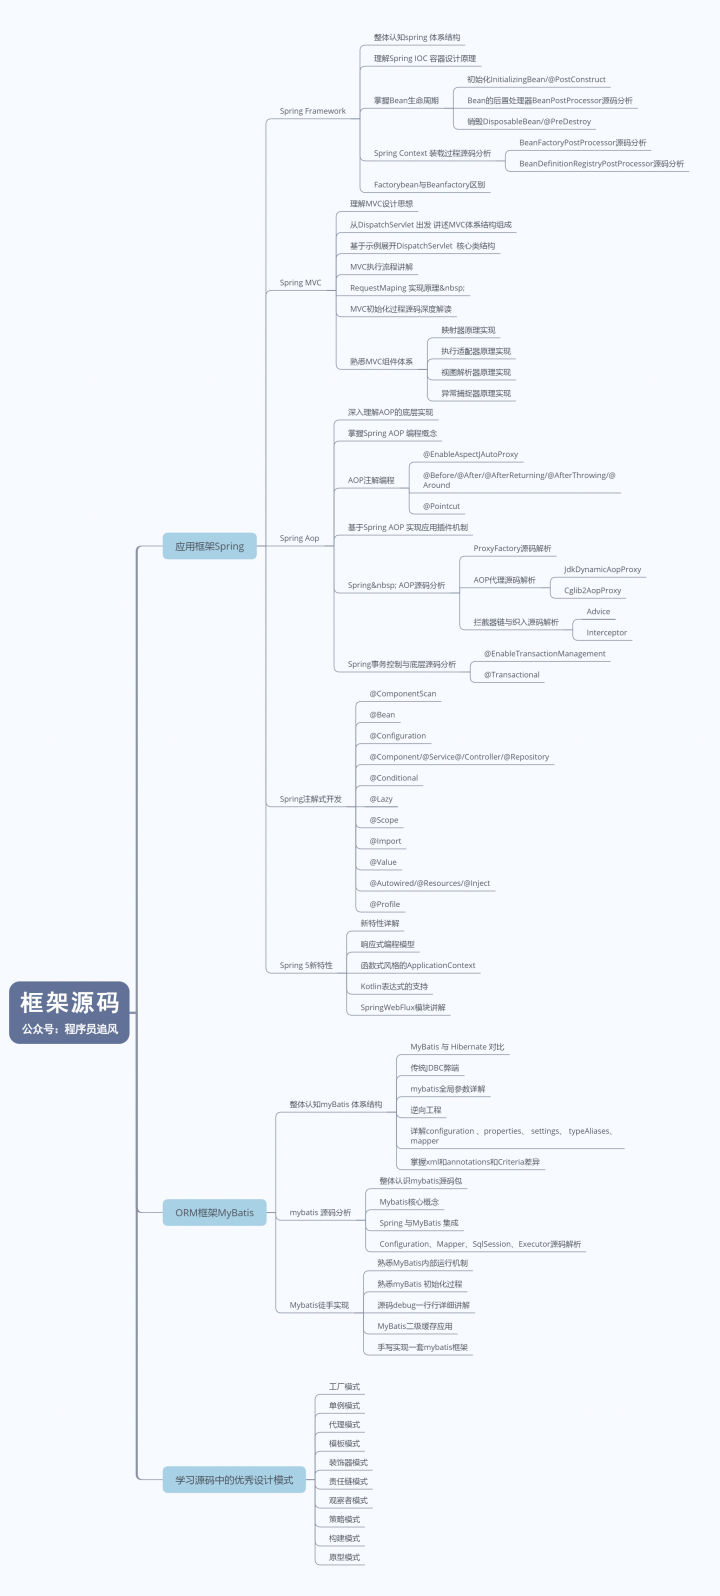 框架源码
公众号：程序员追风
应用框架Spring
Spring Framework
整体认知spring 体系结构
理解Spring IOC 容器设计原理
掌握Bean生命周期
初始化InitializingBean/@PostConstruct
Bean的后置处理器BeanPostProcessor源码分析
销毁DisposableBean/@PreDestroy
Spring Context 装载过程源码分析
BeanFactoryPostProcessor源码分析
BeanDefinitionRegistryPostProcessor源码分析
Factorybean与Beanfactory区别
Spring MVC
理解MVC设计思想
从DispatchServlet 出发 讲述MVC体系结构组成
基于示例展开DispatchServlet 核心类结构
MVC执行流程讲解
RequestMaping 实现原理&nbsp;
MVC初始化过程源码深度解读
熟悉MVC组件体系
映射器原理实现
执行适配器原理实现
视图解析器原理实现
异常捕捉器原理实现
Spring Aop
深入理解AOP的底层实现
掌握Spring AOP 编程概念
AOP注解编程
@EnableAspectJAutoProxy
@Before/@After/@AfterReturning/@AfterThrowing/@
Around
@Pointcut
基于Spring AOP 实现应用插件机制
Spring&nbsp; AOP源码分析
ProxyFactory源码解析
AOP代理源码解析
JdkDynamicAopProxy
Cglib2AopProxy
拦截器链与织入源码解析
Advice
Interceptor
Spring事务控制与底层源码分析
@EnableTransactionManagement
@Transactional
Spring注解式开发
@ComponentScan
@Bean
@Configuration
@Component/@Service@/Controller/@Repository
@Conditional
@Lazy
@Scope
@Import
@Value
@Autowired/@Resources/@Inject
@Profile
Spring 5新特性
新特性详解
响应式编程模型
函数式风格的ApplicationContext
Kotlin表达式的支持
SpringWebFlux模块讲解
ORM框架MyBatis
整体认知myBatis 体系结构
MyBatis 与 Hibernate 对比
传统JDBC弊端
mybatis全局参数详解
逆向工程
详解configuration 、properties、 settings、 typeAliases、
mapper
掌握xml和annotations和Criteria差异
mybatis 源码分析
整体认识mybatis源码包
Mybatis核心概念
Spring 与MyBatis 集成
Configuration、Mapper、SqlSession、Executor源码解析
Mybatis徒手实现
熟悉MyBatis内部运行机制
熟悉myBatis 初始化过程
源码debug一行行详细讲解
MyBatis二级缓存应用
手写实现一套mybatis框架
学习源码中的优秀设计模式
工厂模式
单例模式
代理模式
模板模式
装饰器模式
责任链模式
观察者模式
策略模式
构建模式
原型模式